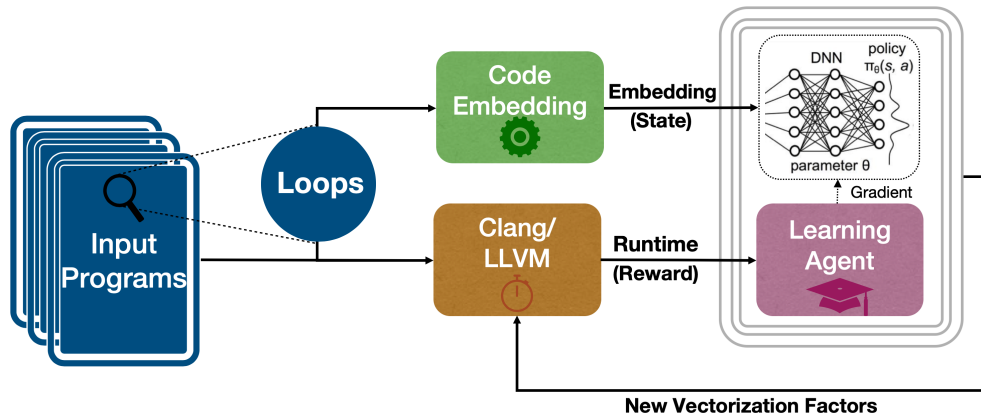 Input
Programs
Loops
Code
Embedding
Embedding
(State)
Clang/
LLVM
Runtime
(Reward)
DNN
policy
πθ(s, a)
parameter θ
Gradient
Learning
Agent
New Vectorization Factors